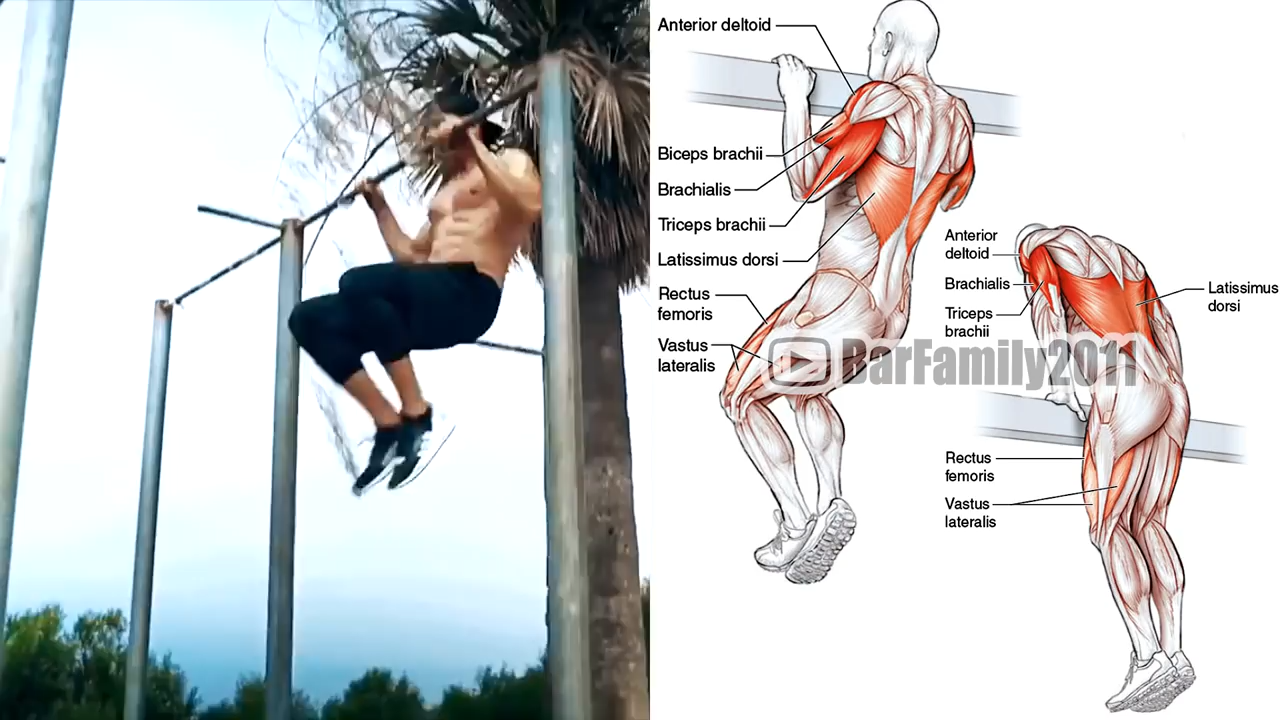 Anterior deltoid
Biceps brachii
Brachialis
Triceps brachii
Latissimus dorsi
Rectus
femoris
Vastus
lateralis
BarFamily2011
Anterior
deltoid
Brachialis
Triceps
brachii
Latissimus
dorsi
Rectus
femoris
Vastus
lateralis